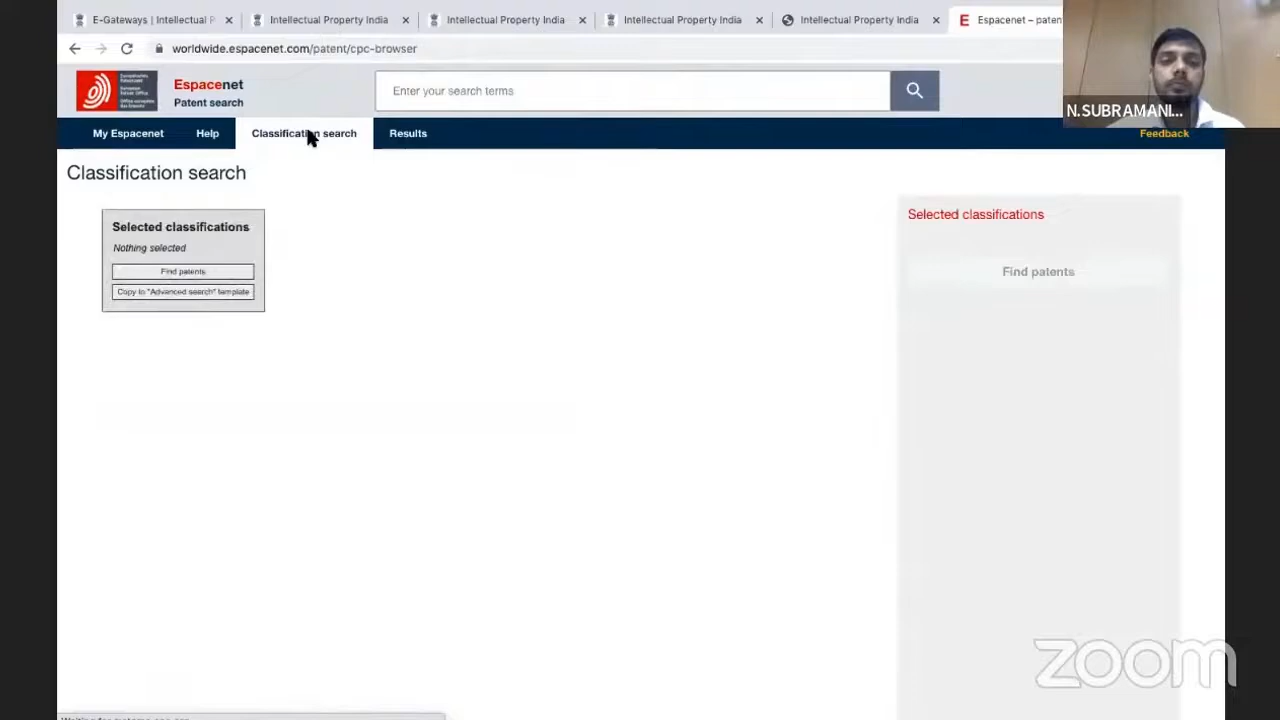 E-Gateways | Intellectual P
Intellectual Property India
Intellectual Property India
Intellectual Property India
Intellectual Property India
Espacenet – paten
worldwide.espacenet.com/patent/cpc-browser
Espacenet
Patent search
Enter your search terms
N.SUBRAMANI...
My Espacenet
Help
Classification search
Results
Feedback
Classification search
Selected classifications
Nothing selected
Find patents
Copy to "Advanced search" template
Selected classifications
Find patents
zoom